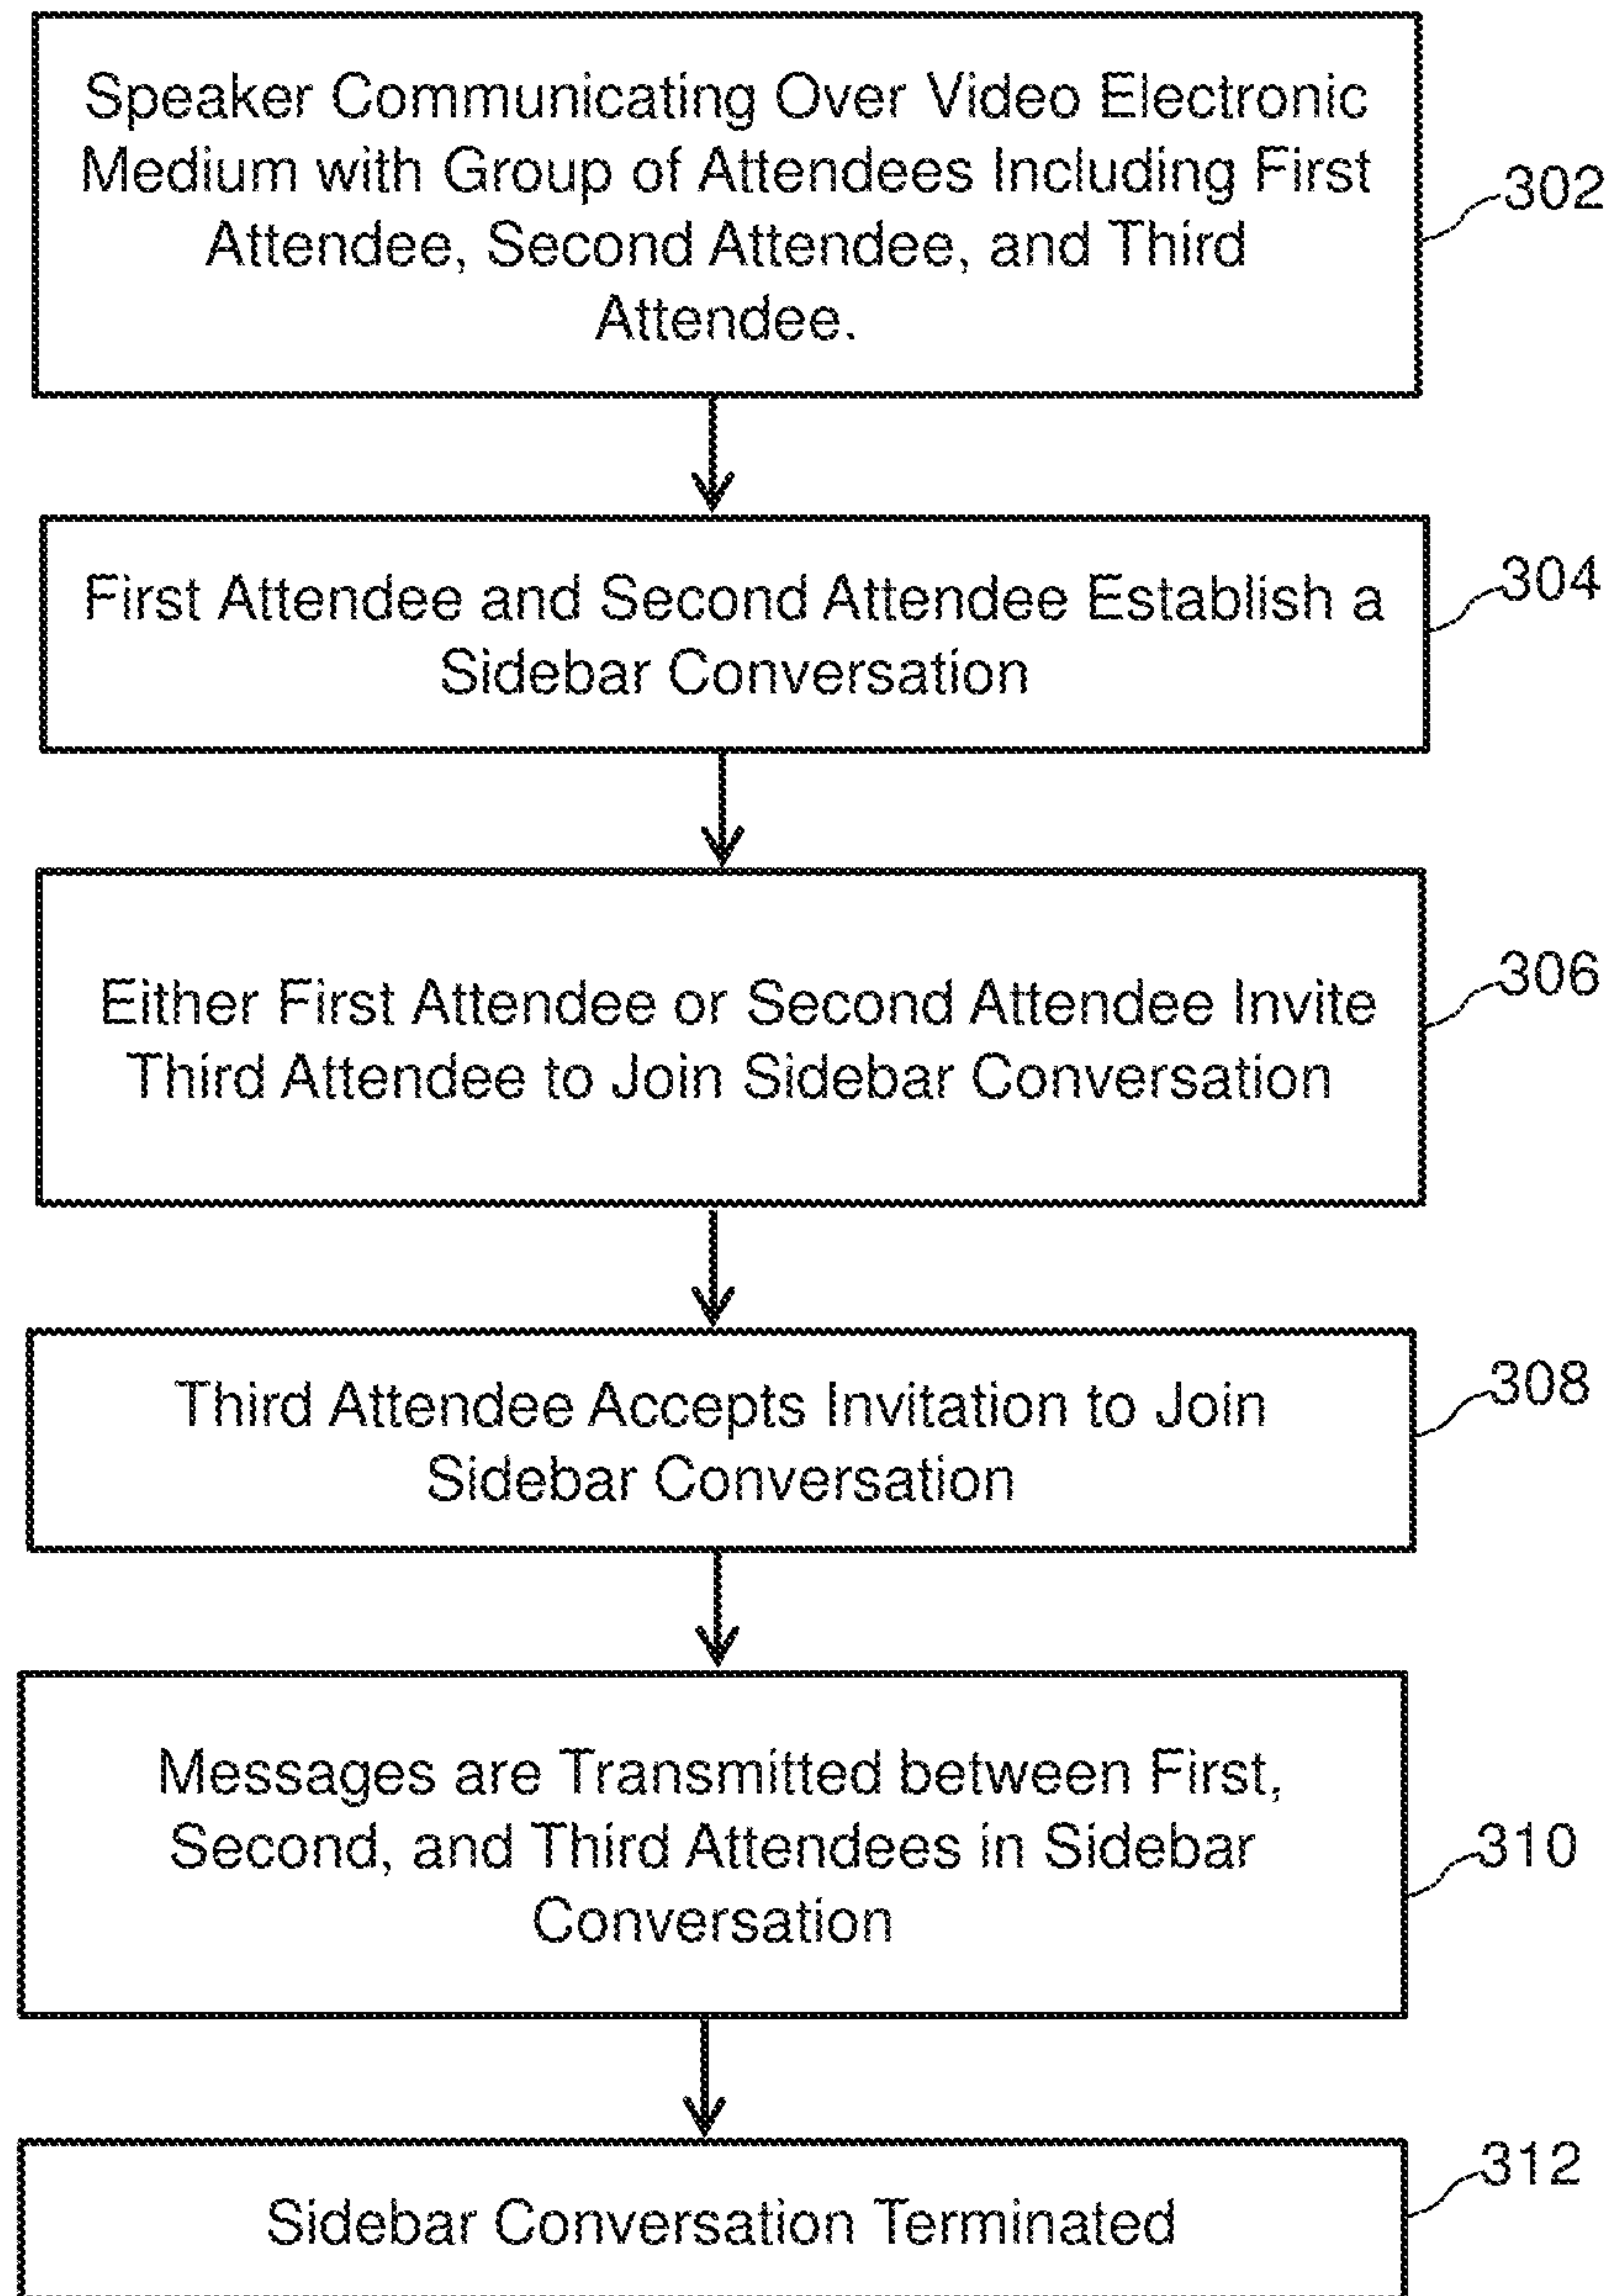 Speaker Communicating Over Video Electronic
Medium with Group of Attendees Including First
Attendee, Second Attendee, and Third
Attendee.
302
First Attendee and Second Attendee Establish a
Sidebar Conversation
304
Either First Attendee or Second Attendee Invite
Third Attendee to Join Sidebar Conversation
306
Third Attendee Accepts Invitation to Join
Sidebar Conversation
308
Messages are Transmitted between First,
Second, and Third Attendees in Sidebar
Conversation
310
Sidebar Conversation Terminated
312